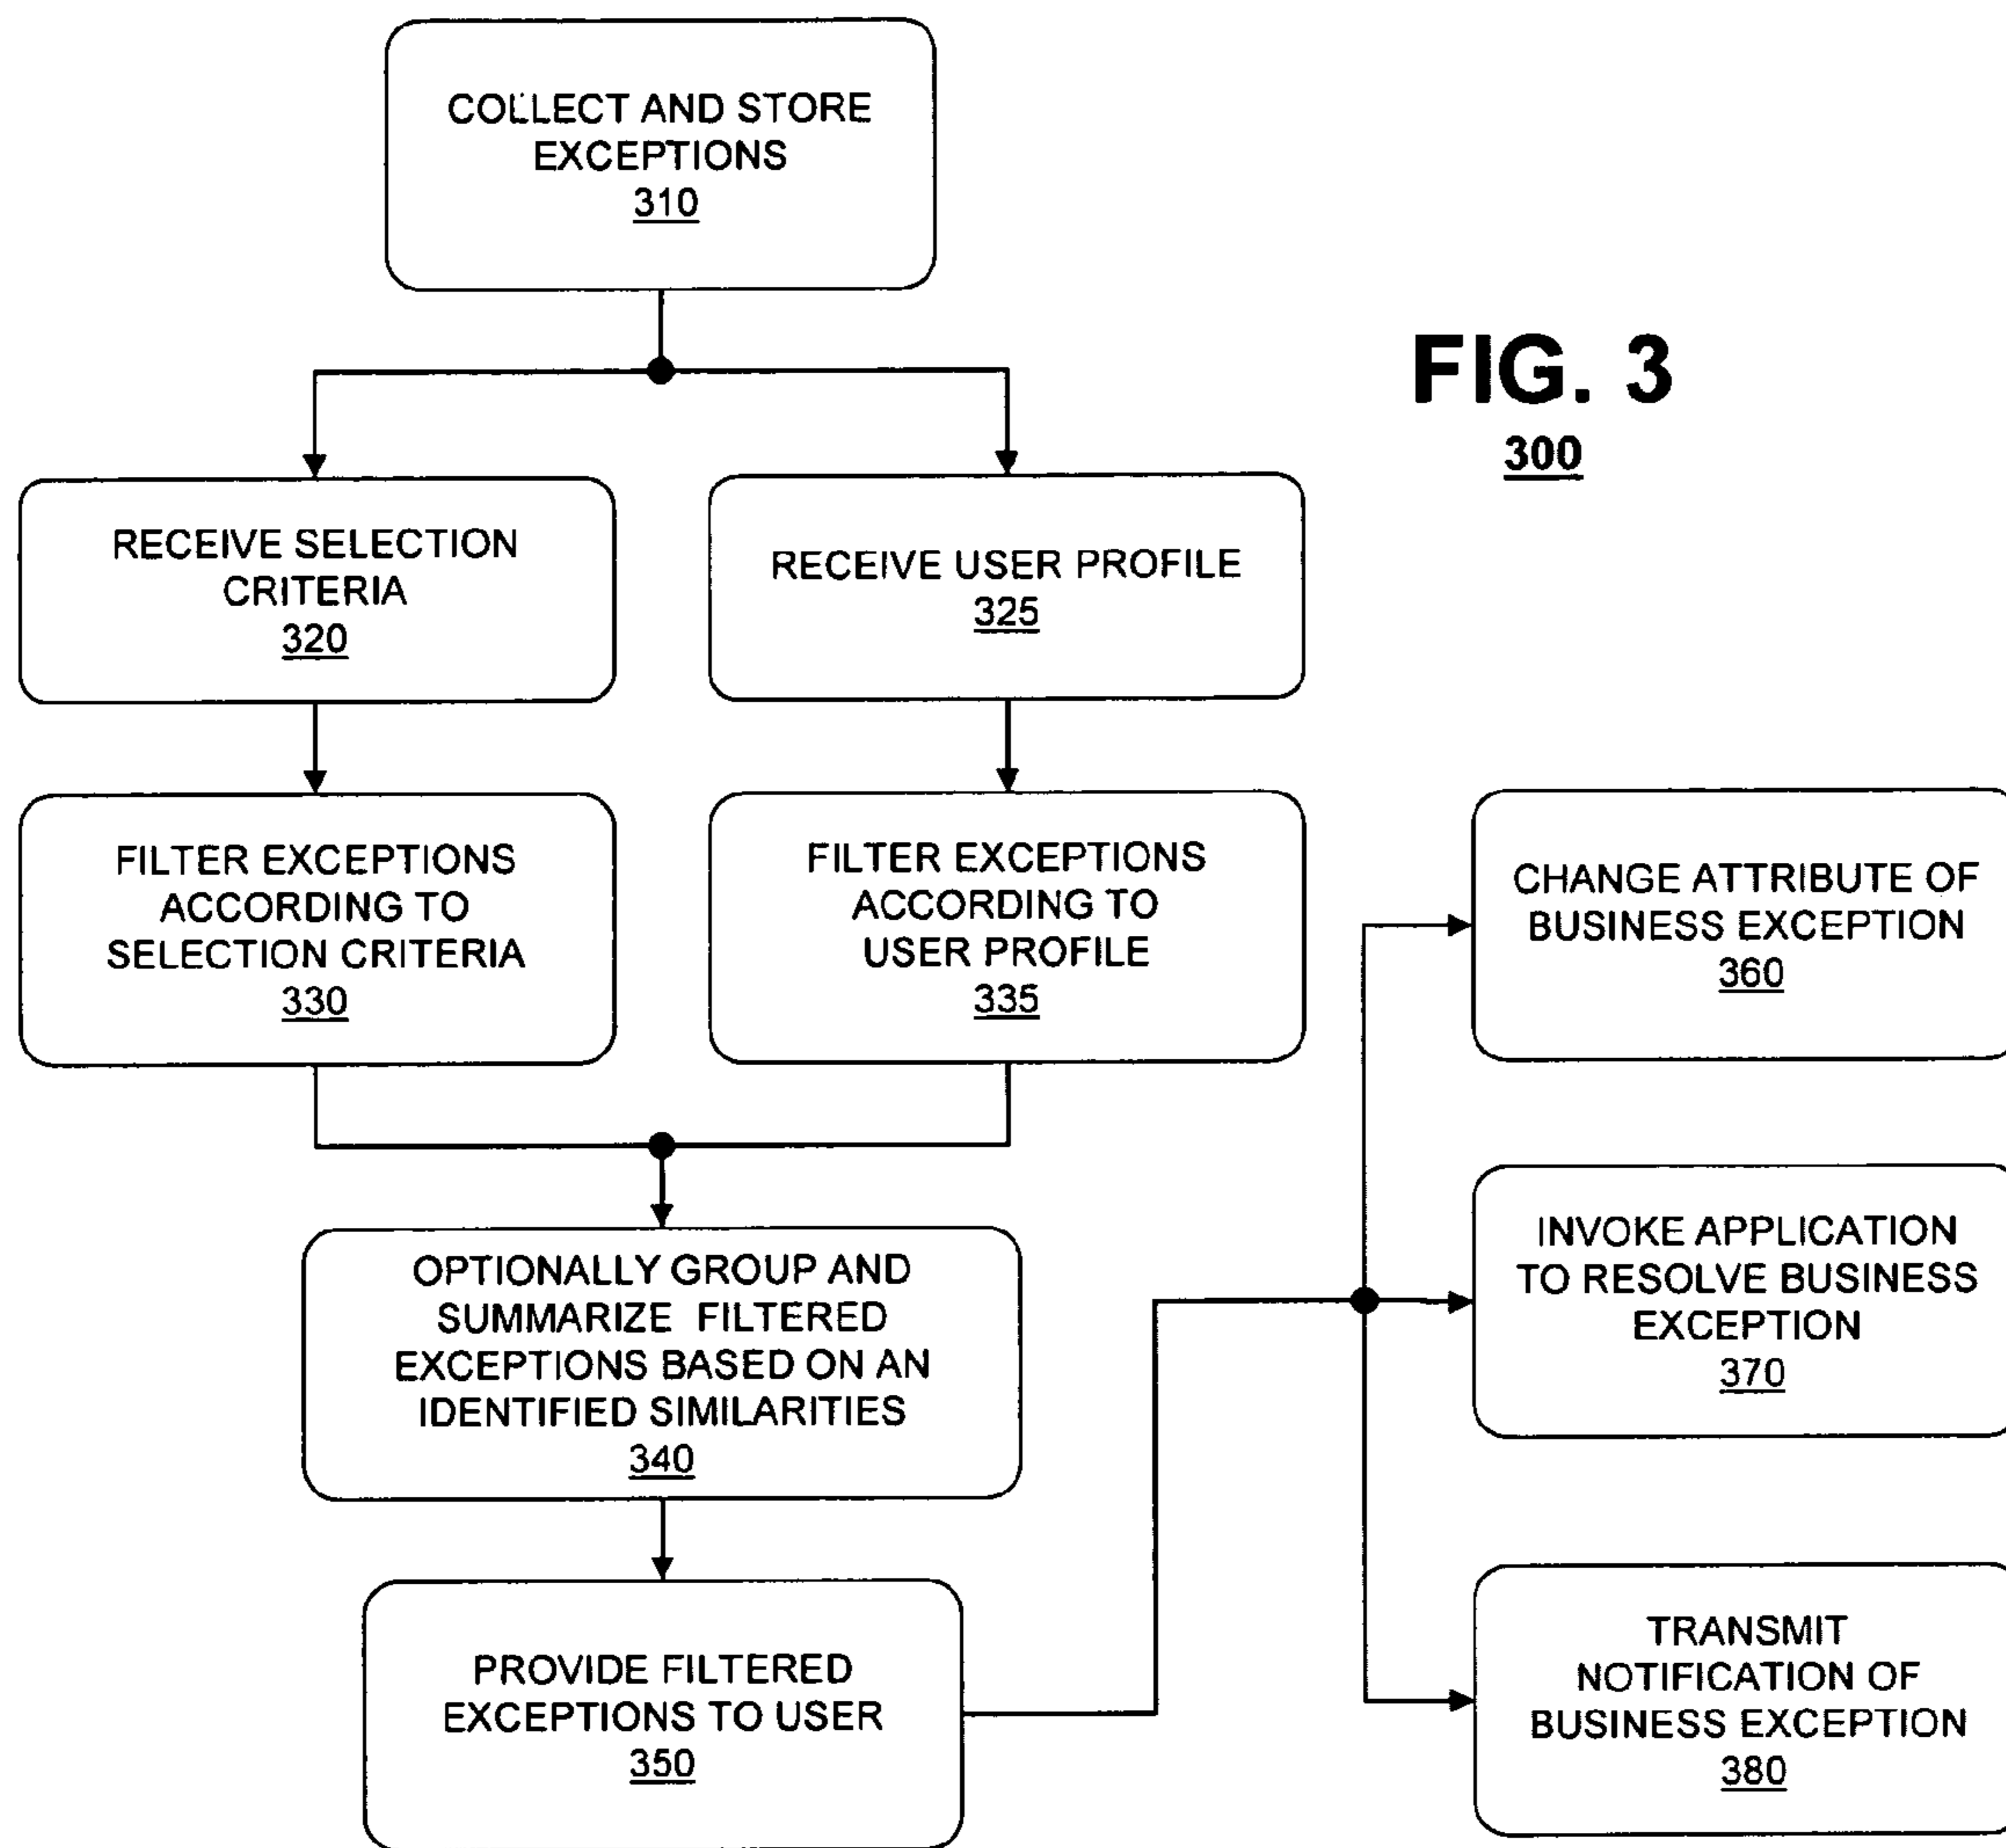 COLLECT AND STORE
EXCEPTIONS
310
FIG. 3
300
RECEIVE SELECTION
CRITERIA
320
RECEIVE USER PROFILE
325
FILTER EXCEPTIONS
ACCORDING TO
SELECTION CRITERIA
330
FILTER EXCEPTIONS
ACCORDING TO
USER PROFILE
335
OPTIONALLY GROUP AND
SUMMARIZE FILTERED
EXCEPTIONS BASED ON AN
IDENTIFIED SIMILARITIES
340
PROVIDE FILTERED
EXCEPTIONS TO USER
350
CHANGE ATTRIBUTE OF
BUSINESS EXCEPTION
360
INVOKE APPLICATION
TO RESOLVE BUSINESS
EXCEPTION
370
TRANSMIT
NOTIFICATION OF
BUSINESS EXCEPTION
380